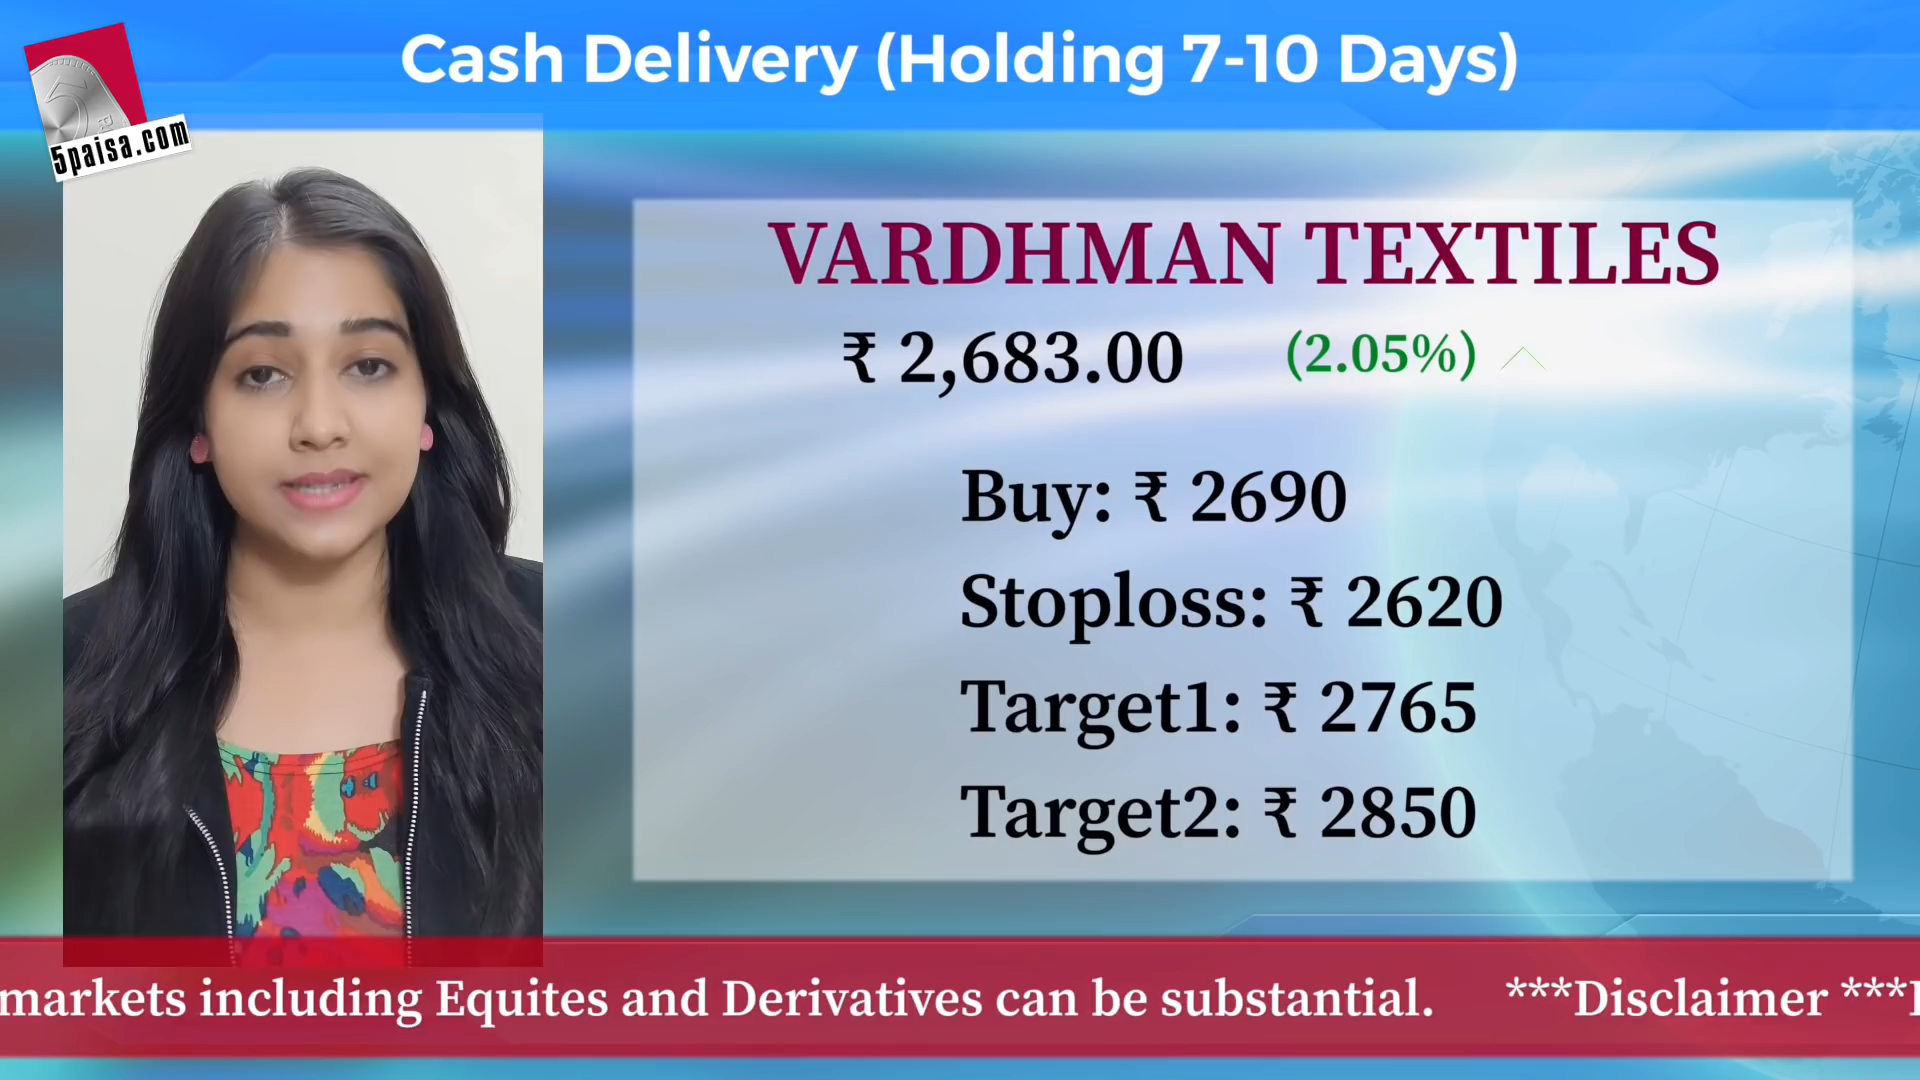 Cash Delivery (Holding 7-10 Days)
5paisa.com
VARDHMAN TEXTILES
₹ 2,683.00 (2.05%)
Buy: ₹ 2690
Stoploss: ₹ 2620
Target1: ₹ 2765
Target2: ₹ 2850
markets including Equites and Derivatives can be substantial. ***Disclaimer ***